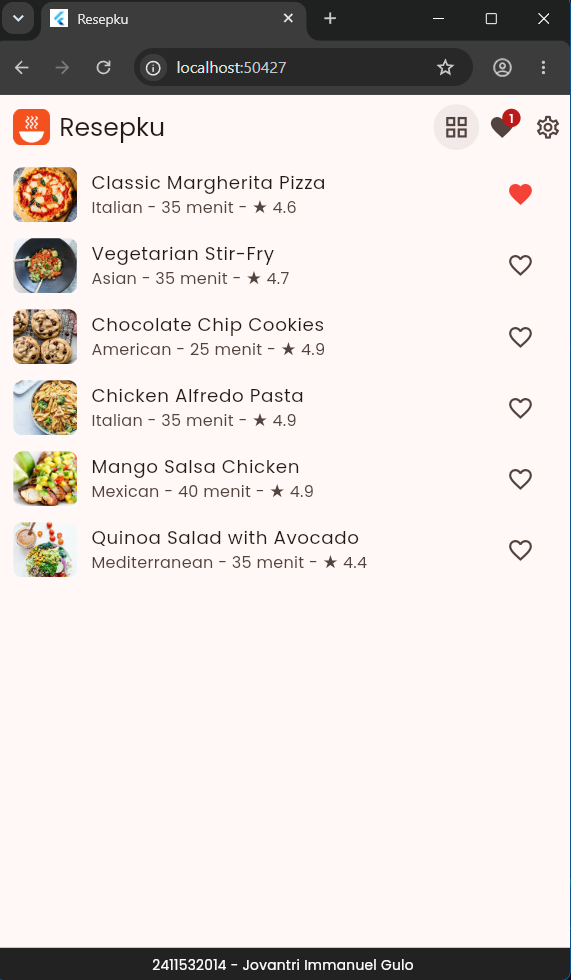 Resepku
localhost:50427
Resepku
1
Classic Margherita Pizza
Italian - 35 menit - ★ 4.6
Vegetarian Stir-Fry
Asian - 35 menit - ★ 4.7
Chocolate Chip Cookies
American - 25 menit - ★ 4.9
Chicken Alfredo Pasta
Italian - 35 menit - ★ 4.9
Mango Salsa Chicken
Mexican - 40 menit - ★ 4.9
Quinoa Salad with Avocado
Mediterranean - 35 menit - ★ 4.4
2411532014 - Jovantri Immanuel Gulo